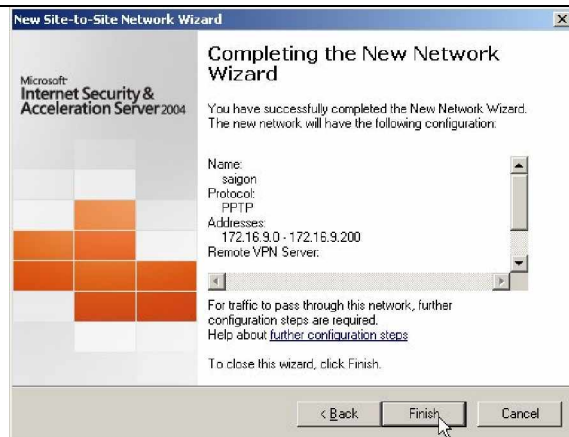 New Site-to-Site Network Wizard
Microsoft
Internet Security &
Acceleration Server 2004
Completing the New Network
Wizard
You have successfully completed the New Network Wizard.
The new network will have the following configuration:
Name:
saigon
Protocol:
PPTP
Addresses:
172.16.9.0 - 172.16.9.200
Remote VPN Server:
For traffic to pass through this network, further
configuration steps are required.
Help about further configuration steps
To close this wizard, click Finish.
< Back
Finish
Cancel